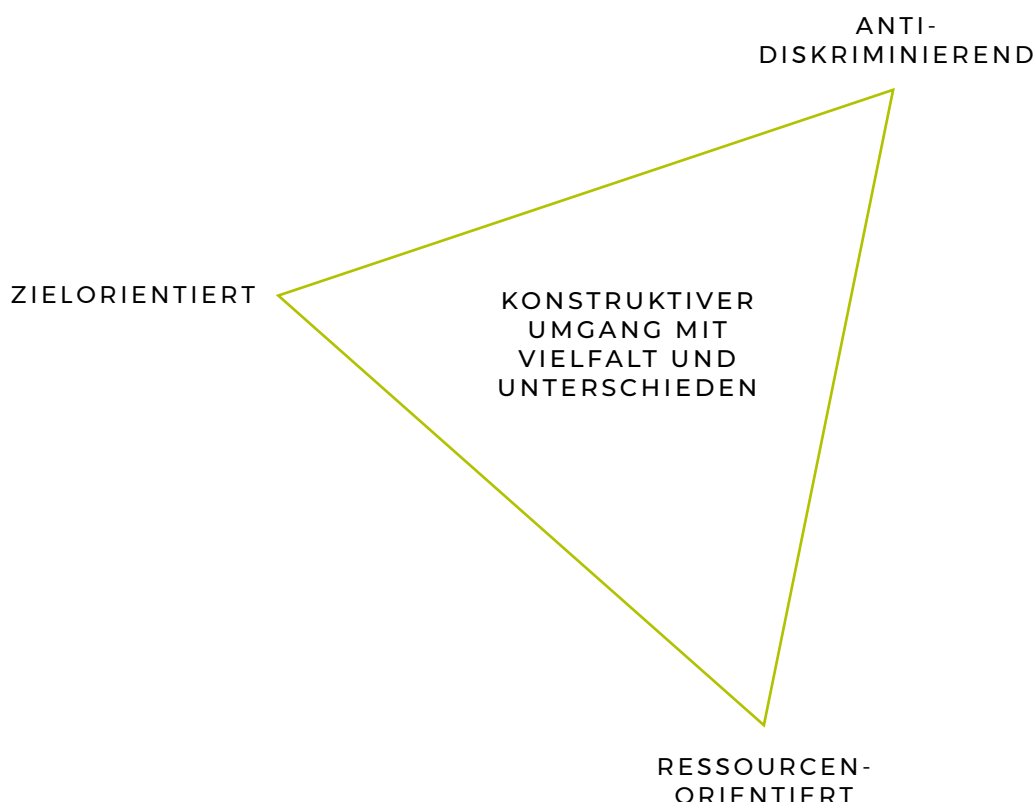 ANTI-
DISKRIMINIEREND
ZIELORIENTIERT
KONSTRUKTIVER
UMGANG MIT
VIELFALT UND
UNTERSCHIEDEN
RESSOURCEN-
ORIENTIERT